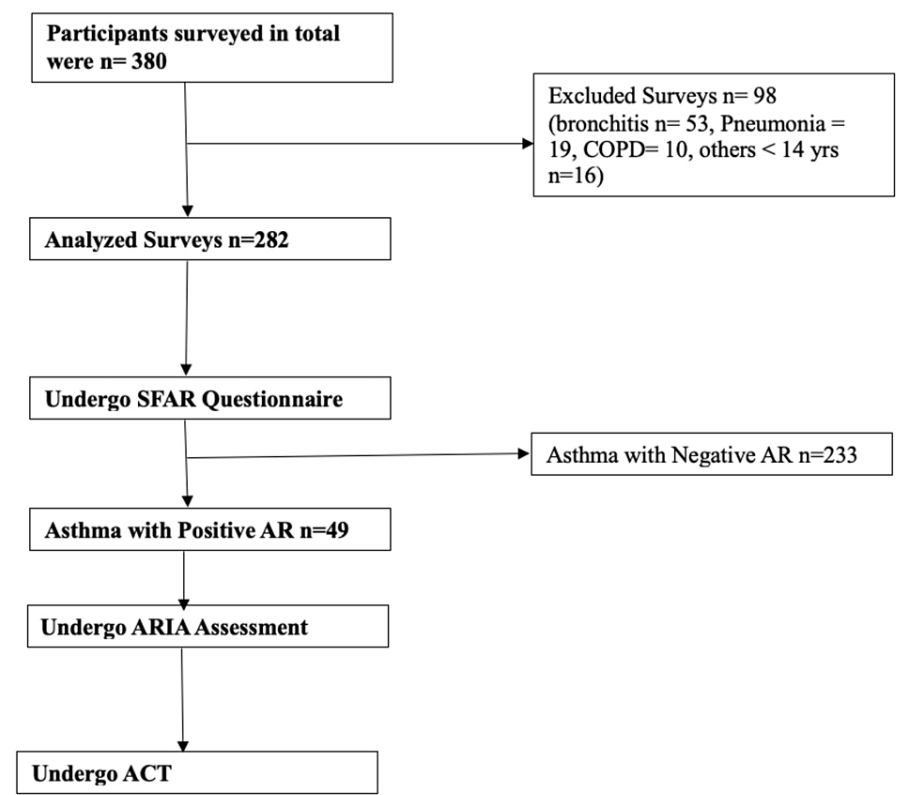 Participants surveyed in total
were n= 380
Excluded Surveys n= 98
(bronchitis n= 53, Pneumonia =
19, COPD= 10, others < 14 yrs
n=16)
Analyzed Surveys n=282
Undergo SFAR Questionnaire
Asthma with Negative AR n=233
Asthma with Positive AR n=49
Undergo ARIA Assessment
Undergo ACT